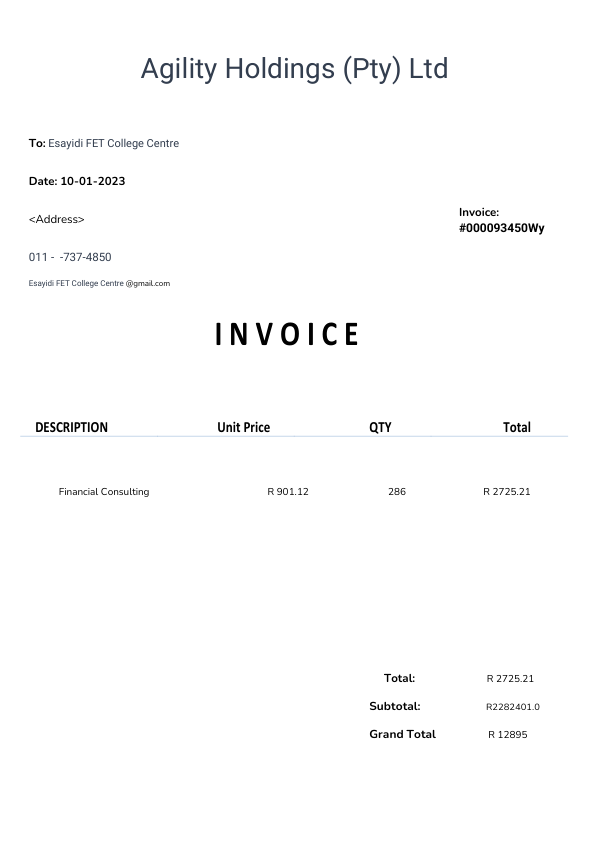 Agility Holdings (Pty) Ltd
To: Esayidi FET College Centre
Date: 10-01-2023
<Address>
Invoice:
#000093450Wy
011 - -737-4850
Esayidi FET College Centre @gmail.com
INVOICE
DESCRIPTION Unit Price QTY Total
Financial Consulting R 901.12 286 R 2725.21
Total: R 2725.21
Subtotal: R2282401.0
Grand Total R 12895